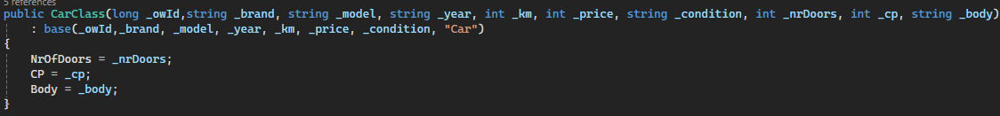 5 references
public CarClass(long _owId,string _brand, string _model, string _year, int _km, int _price, string _condition, int _nrDoors, int _cp, string _body)
: base(_owId,_brand, _model, _year, _km, _price, _condition, "Car")
{
NrOfDoors = _nrDoors;
CP = _cp;
Body = _body;
}